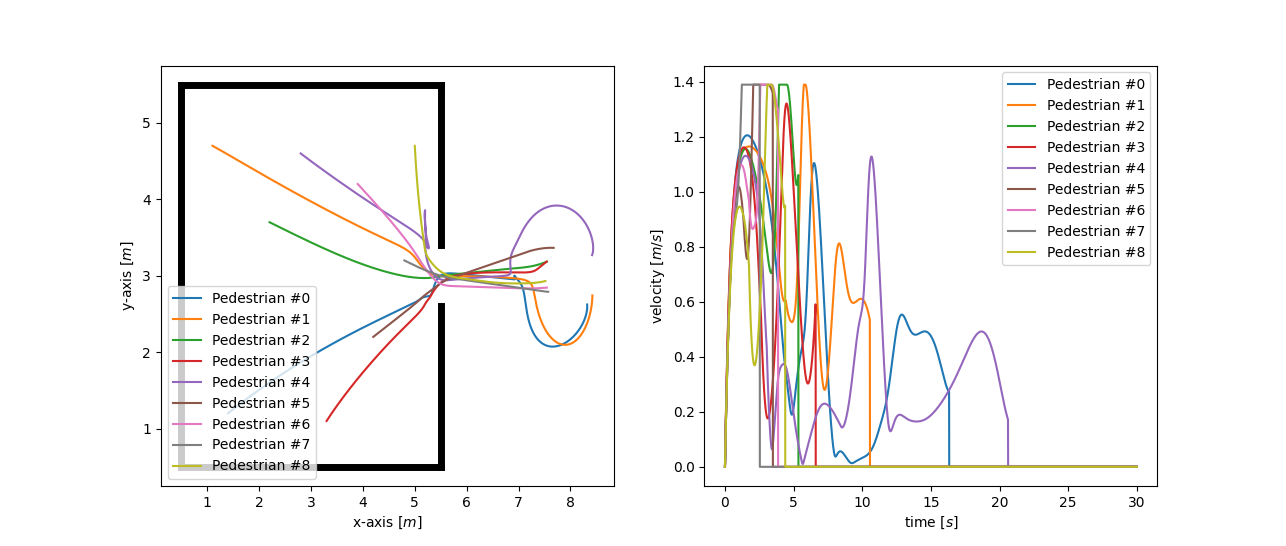 5
4
3
2
1
y-axis [m]
Pedestrian #0
Pedestrian #1
Pedestrian #2
Pedestrian #3
Pedestrian #4
Pedestrian #5
Pedestrian #6
Pedestrian #7
Pedestrian #8
1 2 3 4 5 6 7 8
x-axis [m]
1.4
1.2
1.0
0.8
0.6
0.4
0.2
0.0
velocity [m/s]
Pedestrian #0
Pedestrian #1
Pedestrian #2
Pedestrian #3
Pedestrian #4
Pedestrian #5
Pedestrian #6
Pedestrian #7
Pedestrian #8
0 5 10 15 20 25 30
time [s]